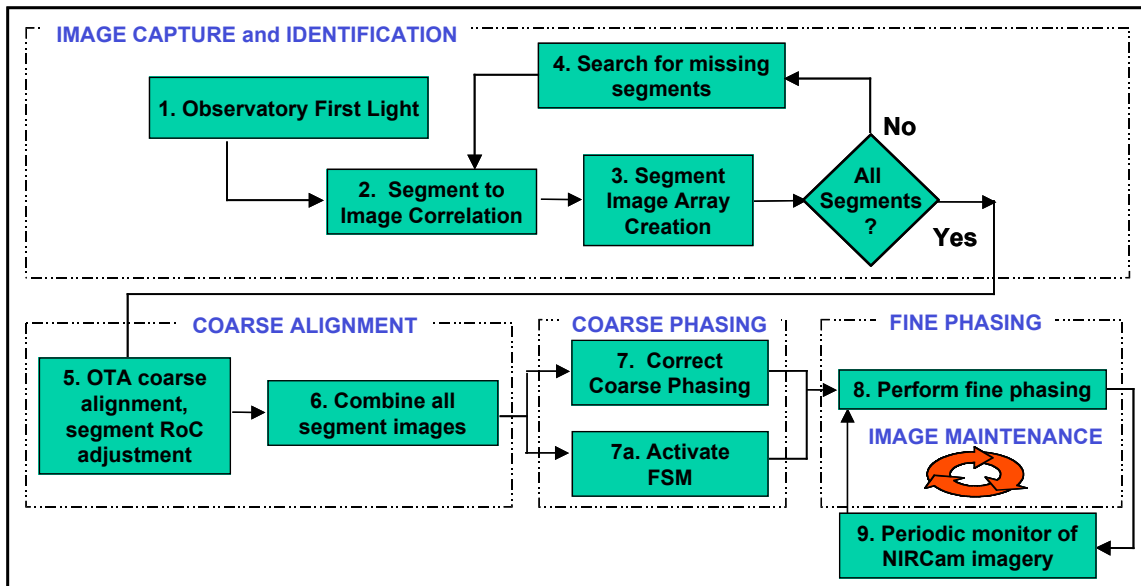 IMAGE CAPTURE and IDENTIFICATION
4. Search for missing
segments
1. Observatory First Light
No
2. Segment to
Image Correlation
3. Segment
Image Array
Creation
All
Segments
?
Yes
COARSE ALIGNMENT
COARSE PHASING
FINE PHASING
5. OTA coarse
alignment,
segment RoC
adjustment
6. Combine all
segment images
7. Correct
Coarse Phasing
7a. Activate
FSM
8. Perform fine phasing
IMAGE MAINTENANCE
9. Periodic monitor of
NIRCam imagery